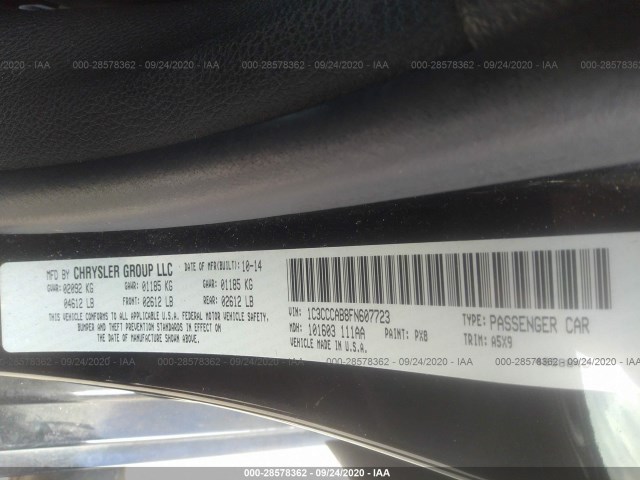 000-28578362 - 09/24/2020 - IAA
MFD BY CHRYSLER GROUP LLC DATE OF MFR(BUILT): 10-14
GVWR: 02092 KG GAWR: 01185 KG GAWR: 01185 KG
04612 LB FRONT: 02612 LB REAR: 02612 LB
THIS VEHICLE CONFORMS TO ALL APPLICABLE FEDERAL MOTOR VEHICLE SAFETY,
BUMPER AND THEFT PREVENTION STANDARDS IN EFFECT ON
THE DATE OF MANUFACTURE SHOWN ABOVE.
VIN: 1C3CCCAB8FN607723 TYPE: PASSENGER CAR
MDH: 101603 111AA PAINT: PX8 TRIM: A5X9
VEHICLE MADE IN U.S.A.
000-28578362 - 09/24/2020 - IAA